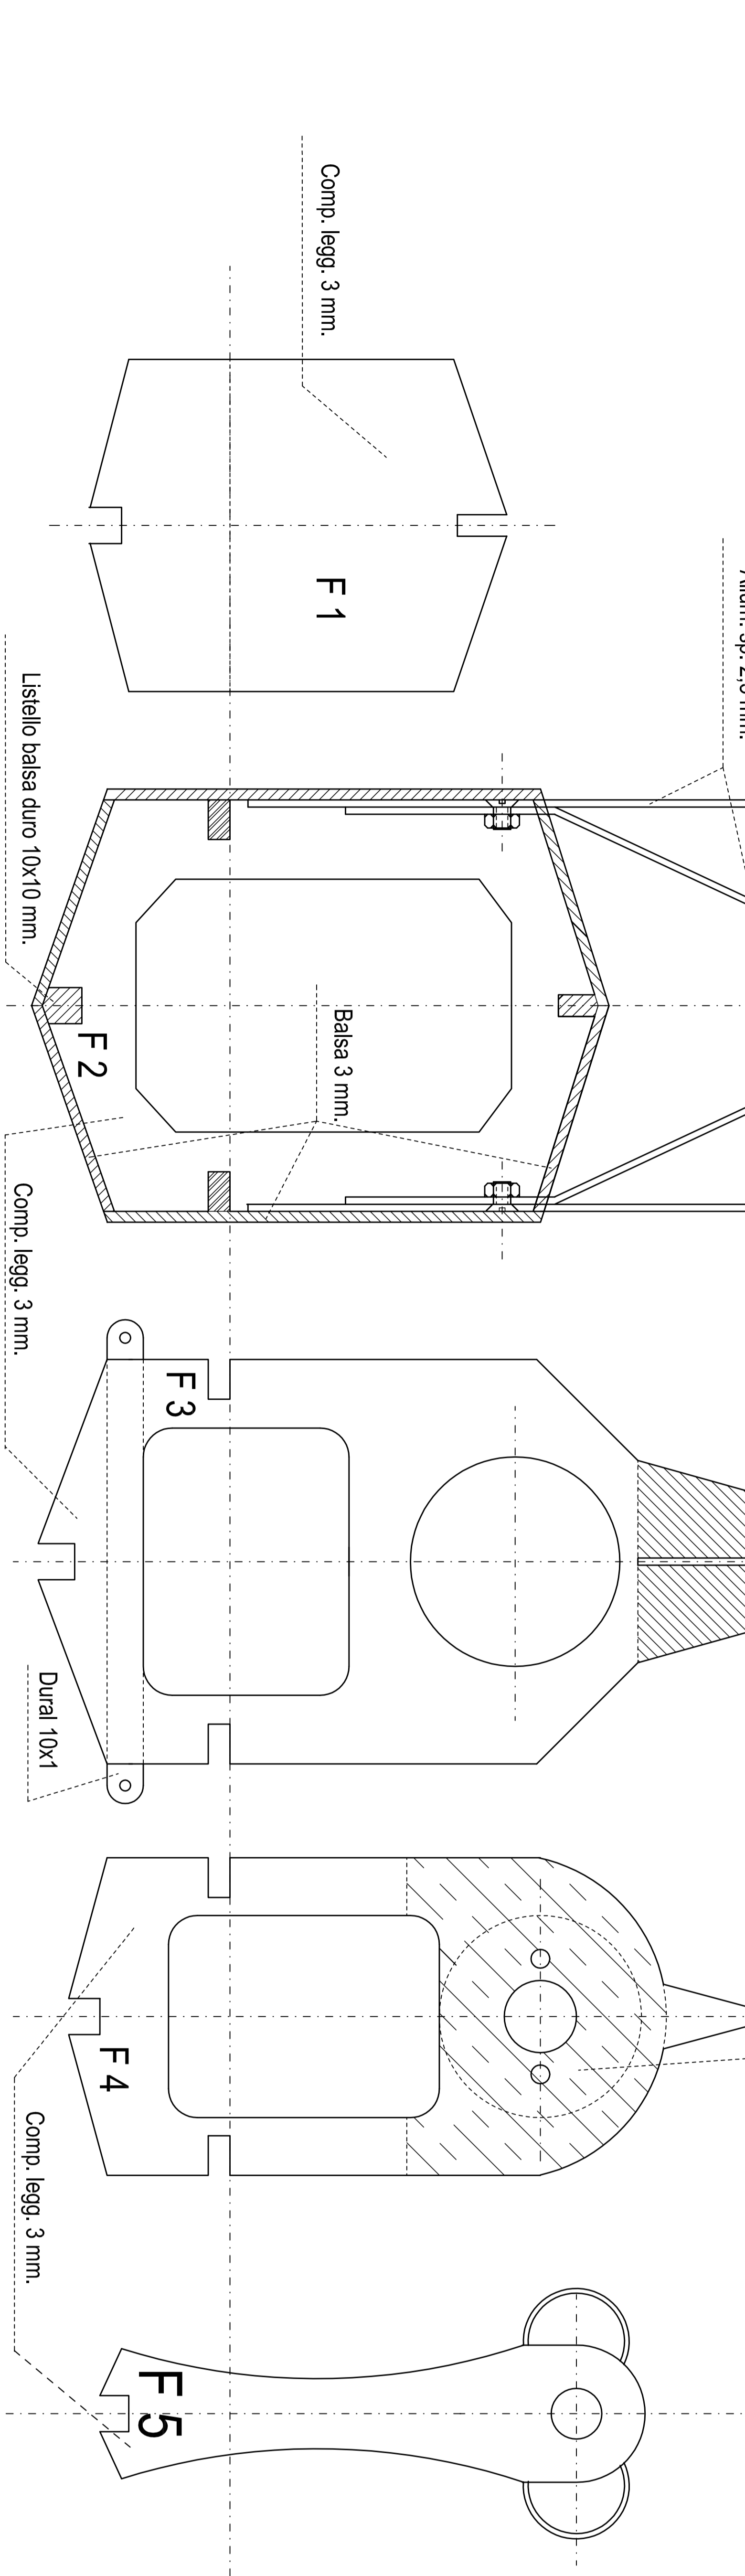 Comp. legg. 3 mm.
F 1
Listello balsa duro 10x10 mm.
F 2
Balsa 3 mm.
Comp. legg. 3 mm.
F 3
Dural 10x1
F 4
Comp. legg. 3 mm.
F 5